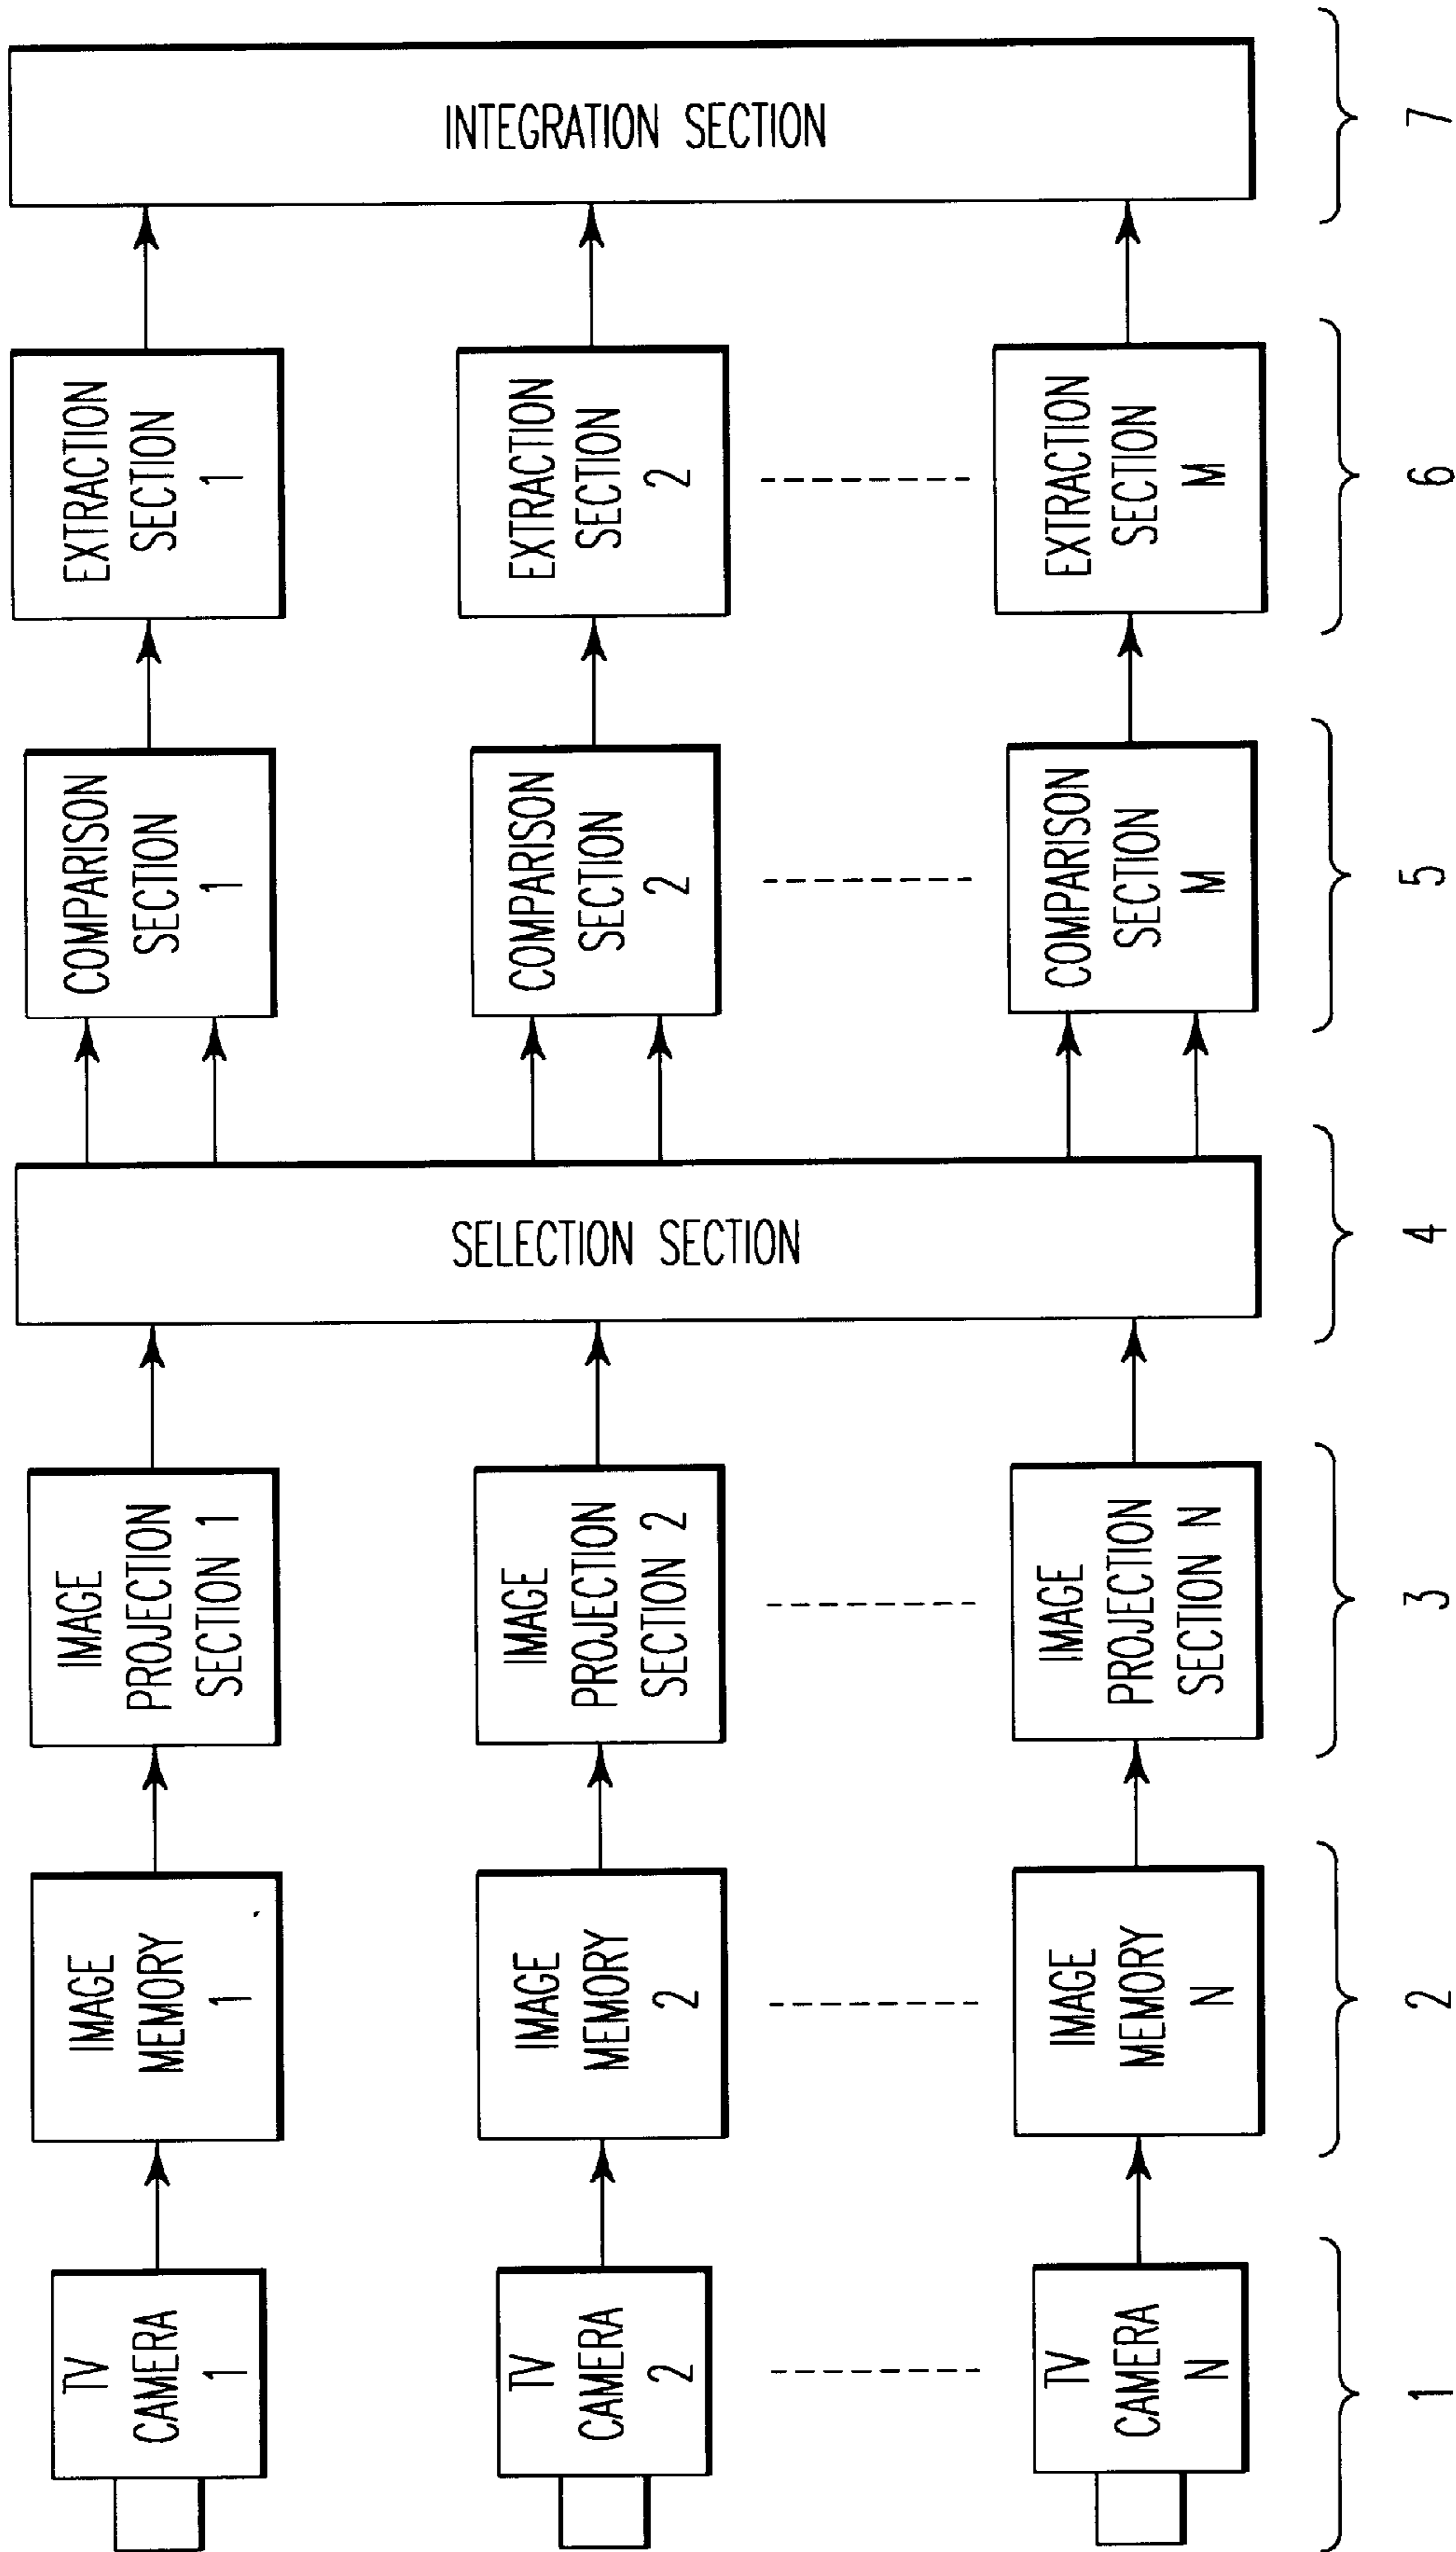 TV
CAMERA
1
IMAGE
MEMORY
1
IMAGE
PROJECTION
SECTION 1
SELECTION SECTION
COMPARISON
SECTION
1
EXTRACTION
SECTION
1
INTEGRATION SECTION
TV
CAMERA
2
IMAGE
MEMORY
2
IMAGE
PROJECTION
SECTION 2
COMPARISON
SECTION
2
EXTRACTION
SECTION
2
TV
CAMERA
N
IMAGE
MEMORY
N
IMAGE
PROJECTION
SECTION N
COMPARISON
SECTION
M
EXTRACTION
SECTION
M
1
2
3
4
5
6
7